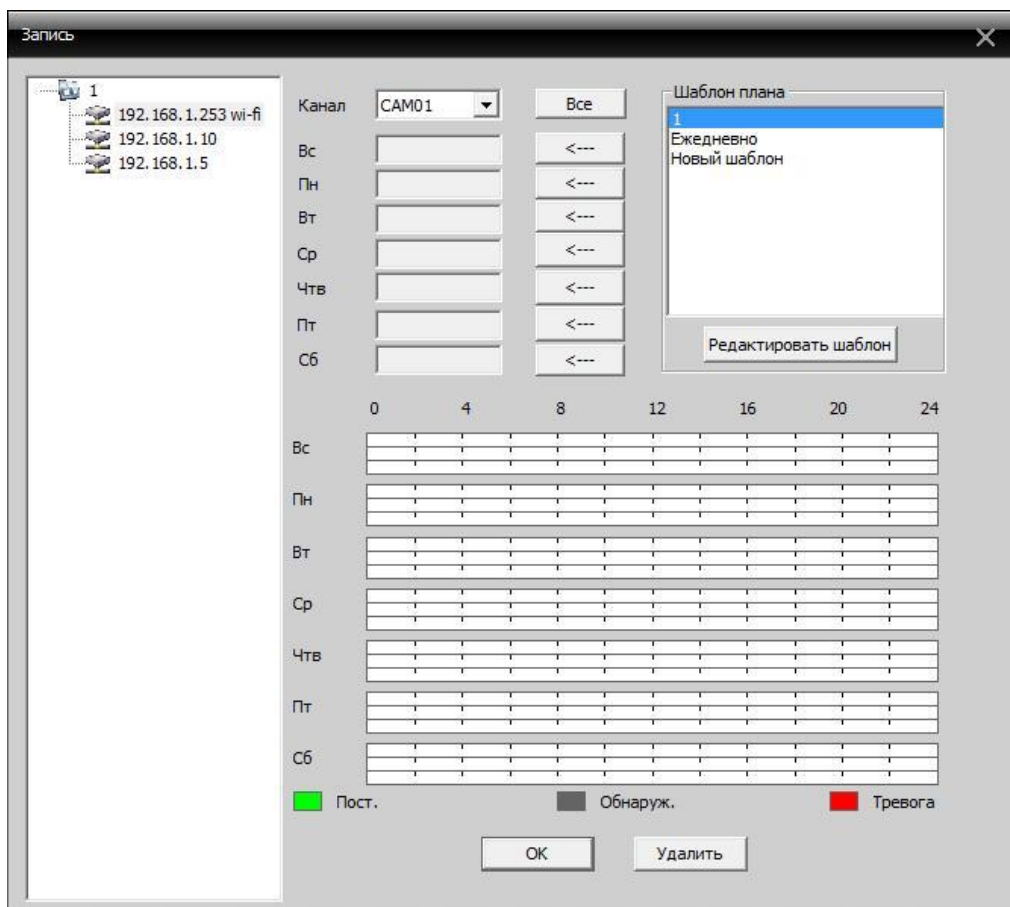 Запись
1
192.168.1.253 wi-fi
192.168.1.10
192.168.1.5
Канал CAM01 Все
Вс <---
Пн <---
Вт <---
Ср <---
Чтв <---
Пт <---
Сб <---
Шаблон плана
1
Ежедневно
Новый шаблон
Редактировать шаблон
0 4 8 12 16 20 24
Вс
Пн
Вт
Ср
Чтв
Пт
Сб
Пост. Обнаруж. Тревога
OK Удалить